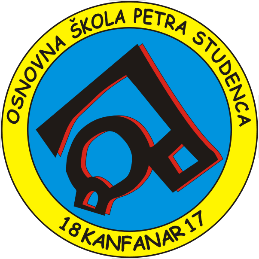 OSNOVNA ŠKOLA PETRA STUDENCA
18 KANFANAR 17